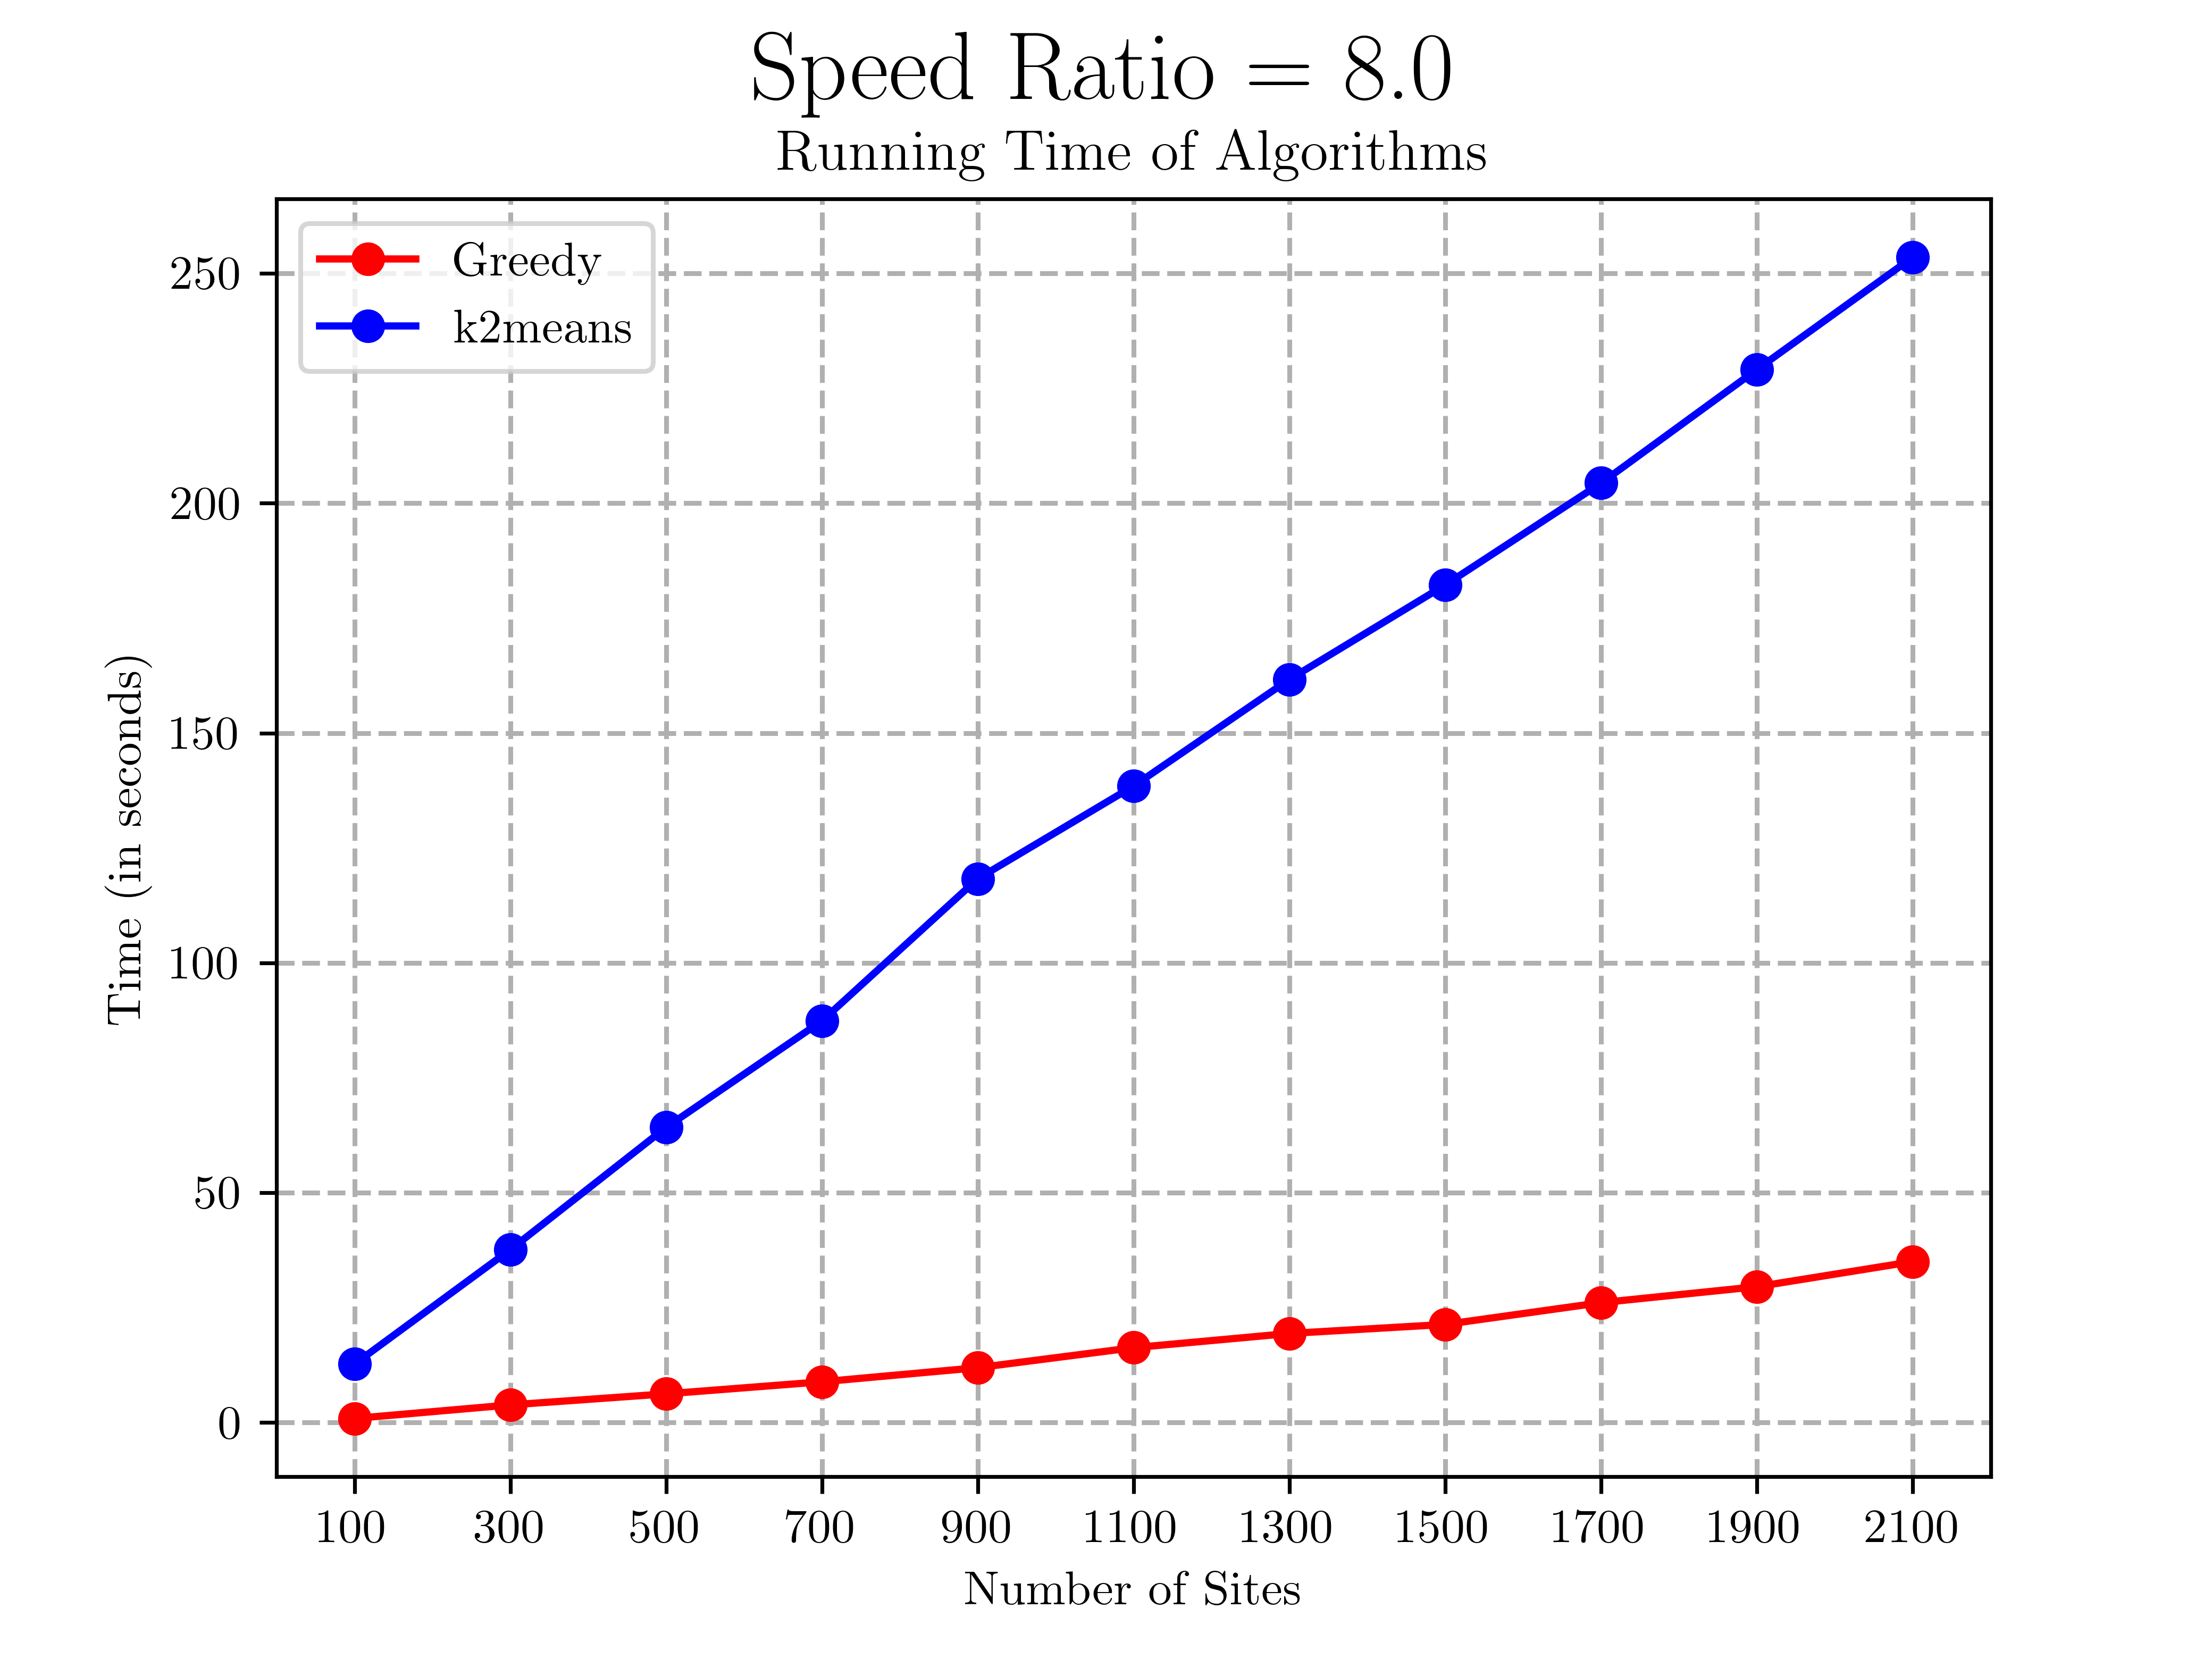 Speed Ratio = 8.0
Running Time of Algorithms
Greedy
k2means
250
200
150
100
50
0
Time (in seconds)
100 300 500 700 900 1100 1300 1500 1700 1900 2100
Number of Sites